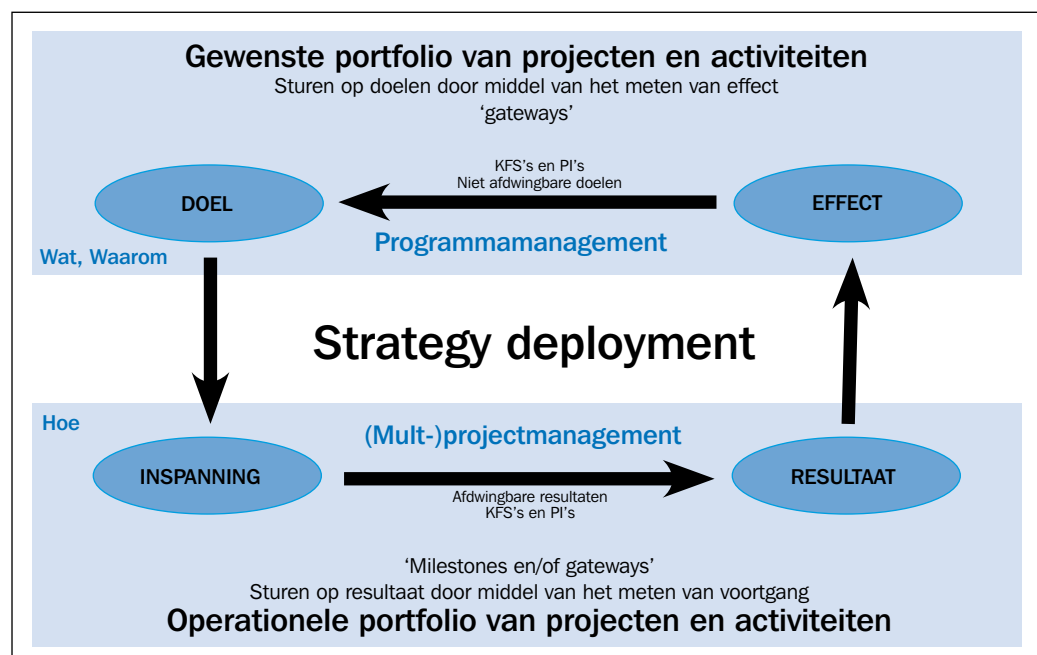 Gewenste portfolio van projecten en activiteiten
Sturen op doelen door middel van het meten van effect
‘gateways’
KFS’s en PI’s
Niet afdwingbare doelen
DOEL
EFFECT
Programmamanagement
Wat, Waarom
Strategy deployment
Hoe
(Mult-)projectmanagement
INSPANNING
RESULTAAT
Afdwingbare resultaten
KFS’s en PI’s
‘Milestones en/of gateways’
Sturen op resultaat door middel van het meten van voortgang
Operationele portfolio van projecten en activiteiten